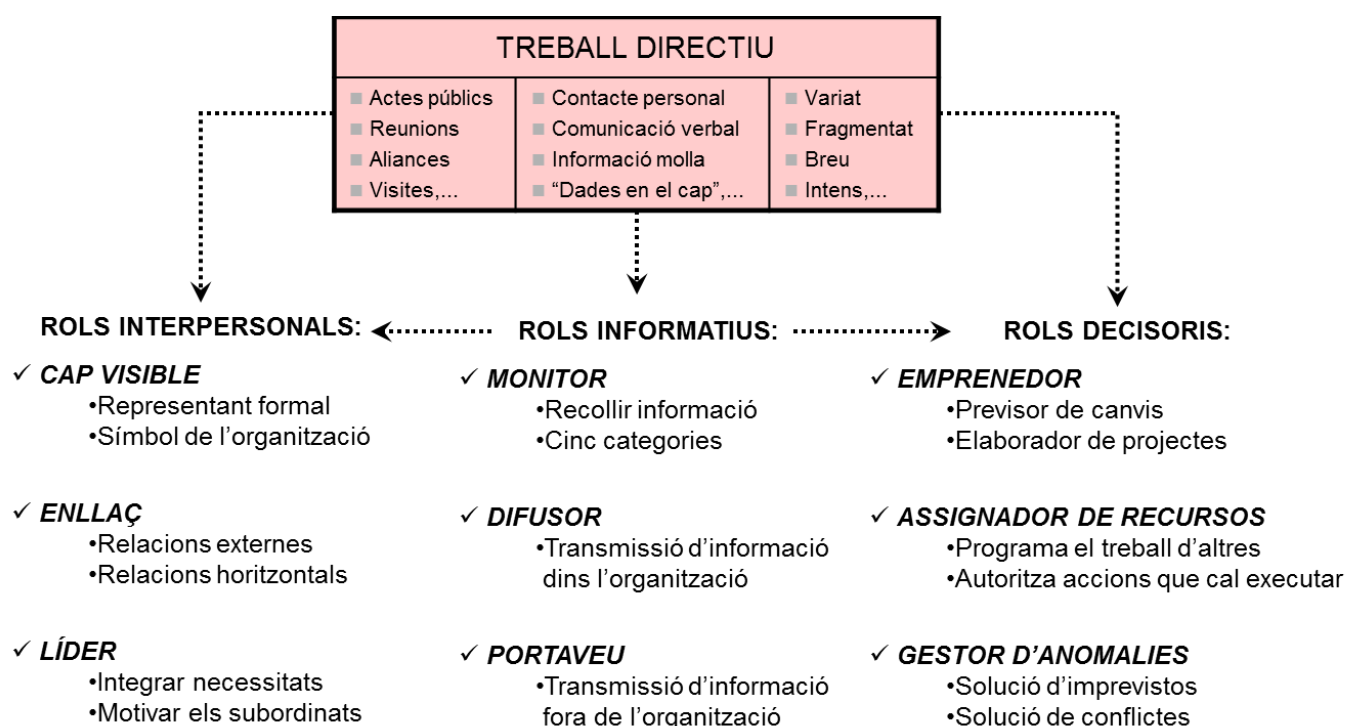 TREBALL DIRECTIU
Actes públics
Reunions
Aliances
Visites,...
Contacte personal
Comunicació verbal
Informació molla
“Dades en el cap”,...
Variat
Fragmentat
Breu
Intens,...
ROLS INTERPERSONALS:
✓ CAP VISIBLE
•Representant formal
•Símbol de l’organització
✓ ENLLAÇ
•Relacions externes
•Relacions horitzontals
✓ LÍDER
•Integrar necessitats
•Motivar els subordinats
ROLS INFORMATIUS:
✓ MONITOR
•Recollir informació
•Cinc categories
✓ DIFUSOR
•Transmissió d’informació
dins l’organització
✓ PORTAVEU
•Transmissió d’informació
fora de l’organització
ROLS DECISORIS:
✓ EMPRENEDOR
•Previsor de canvis
•Elaborador de projectes
✓ ASSIGNADOR DE RECURSOS
•Programa el treball d’altres
•Autoritza accions que cal executar
✓ GESTOR D’ANOMALIES
•Solució d’imprevistos
•Solució de conflictes